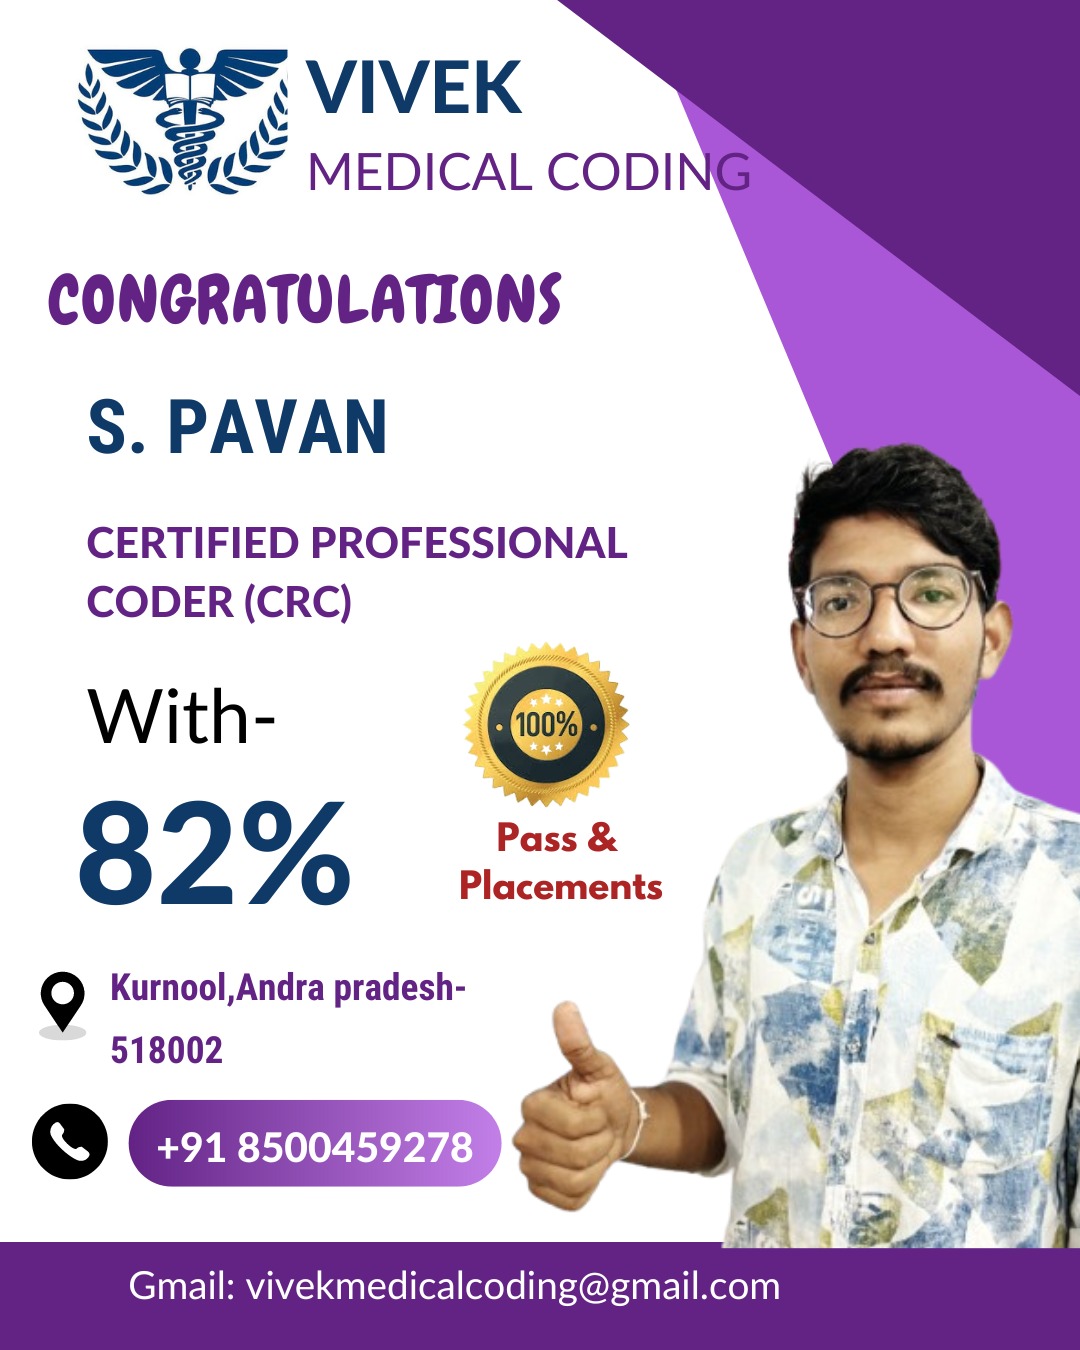 VIVEK
MEDICAL CODING
CONGRATULATIONS
S. PAVAN
CERTIFIED PROFESSIONAL
CODER (CRC)
With-
82%
100%
Pass &
Placements
Kurnool,Andra pradesh-
518002
+91 8500459278
Gmail: vivekmedicalcoding@gmail.com